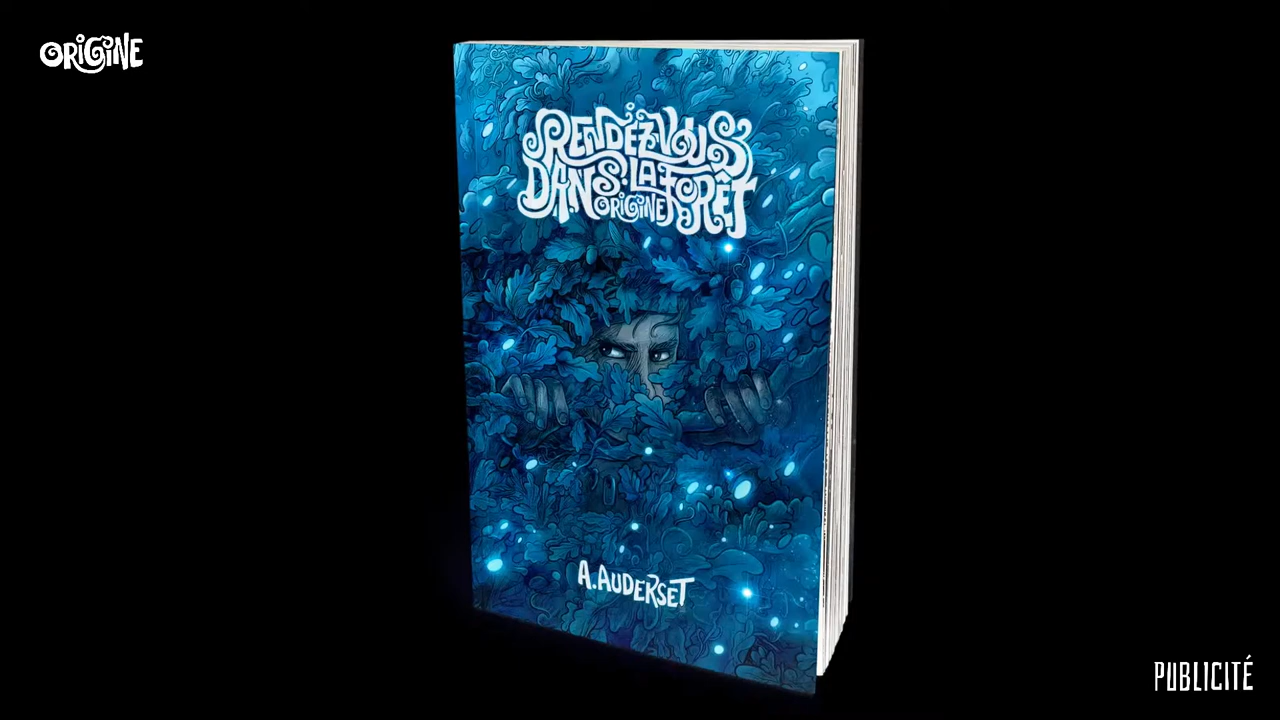 ORIGINE
RENDEZ-VOUS
DANS LA FORÊT
ORIGINE
A. AUDERSET
PUBLICITÉ